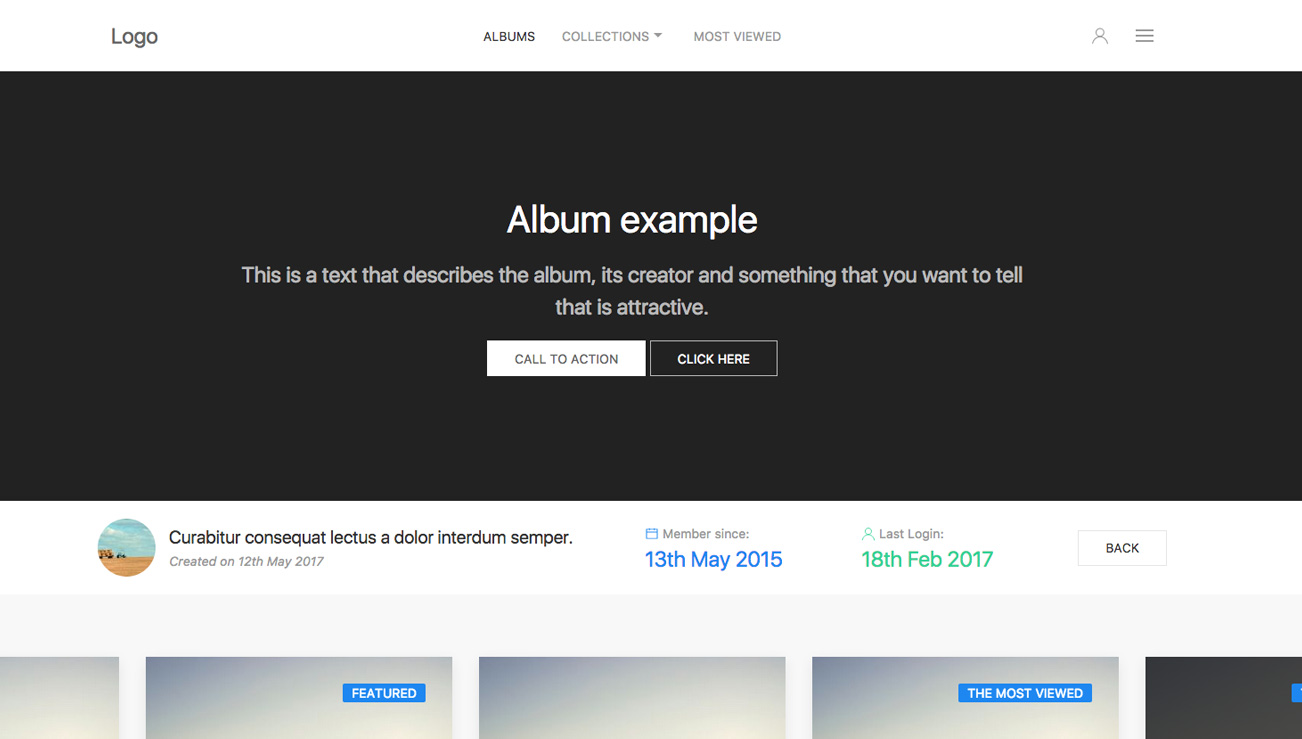 Logo
ALBUMS
COLLECTIONS
MOST VIEWED
Album example
This is a text that describes the album, its creator and something that you want to tell
that is attractive.
CALL TO ACTION
CLICK HERE
Curabitur consequat lectus a dolor interdum semper.
Created on 12th May 2017
Member since:
13th May 2015
Last Login:
18th Feb 2017
BACK
FEATURED
THE MOST VIEWED